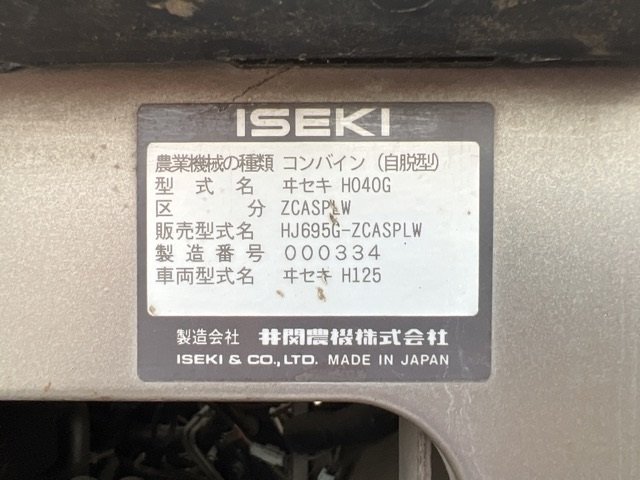 ISEKI
農業機械の種類 コンバイン (自脱型)
型式名 ヰセキ HO40G
区分 ZCASPLW
販売型式名 HJ695G-ZCASPLW
製造番号 000334
車両型式名 ヰセキ H125
製造会社 井関農機株式会社
ISEKI & CO.,LTD. MADE IN JAPAN